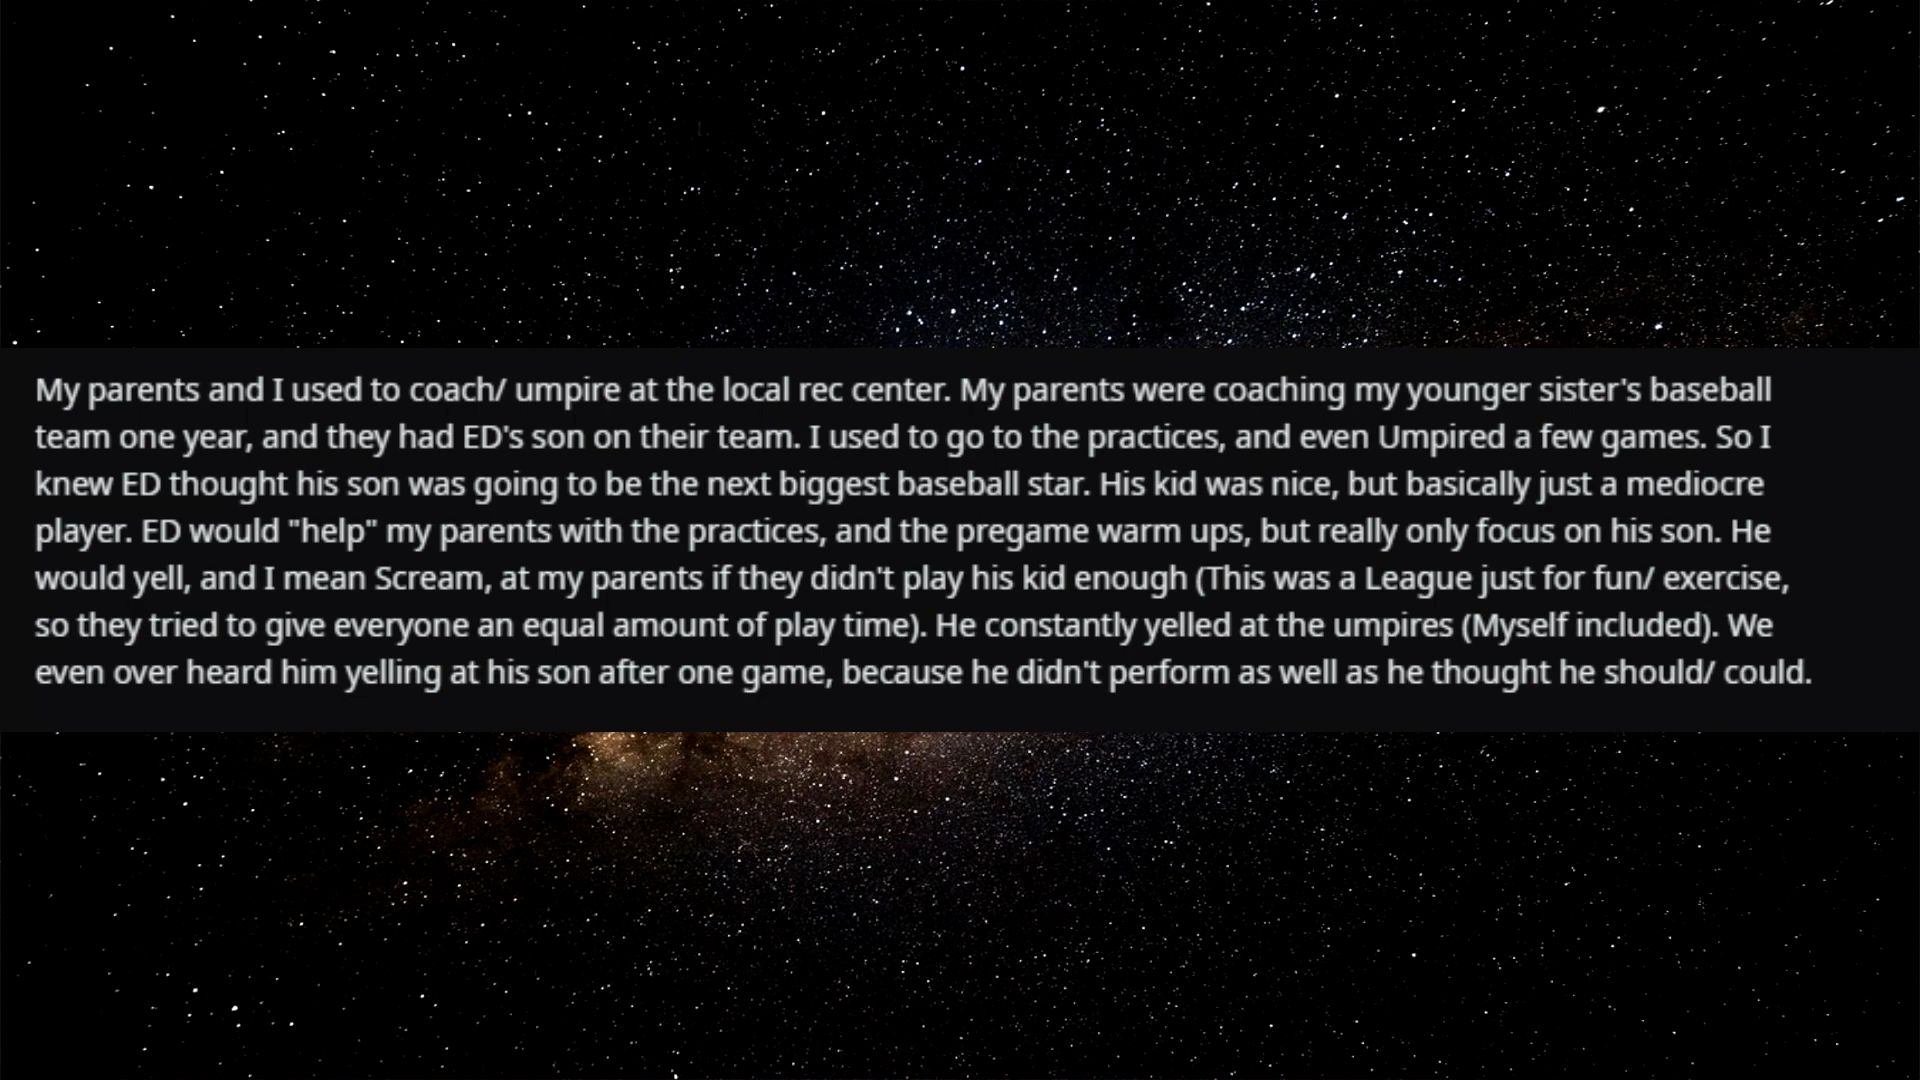 My parents and I used to coach/ umpire at the local rec center. My parents were coaching my younger sister's baseball
team one year, and they had ED's son on their team. I used to go to the practices, and even Umpired a few games. So I
knew ED thought his son was going to be the next biggest baseball star. His kid was nice, but basically just a mediocre
player. ED would "help" my parents with the practices, and the pregame warm ups, but really only focus on his son. He
would yell, and I mean Scream, at my parents if they didn't play his kid enough (This was a League just for fun/ exercise,
so they tried to give everyone an equal amount of play time). He constantly yelled at the umpires (Myself included). We
even over heard him yelling at his son after one game, because he didn't perform as well as he thought he should/ could.